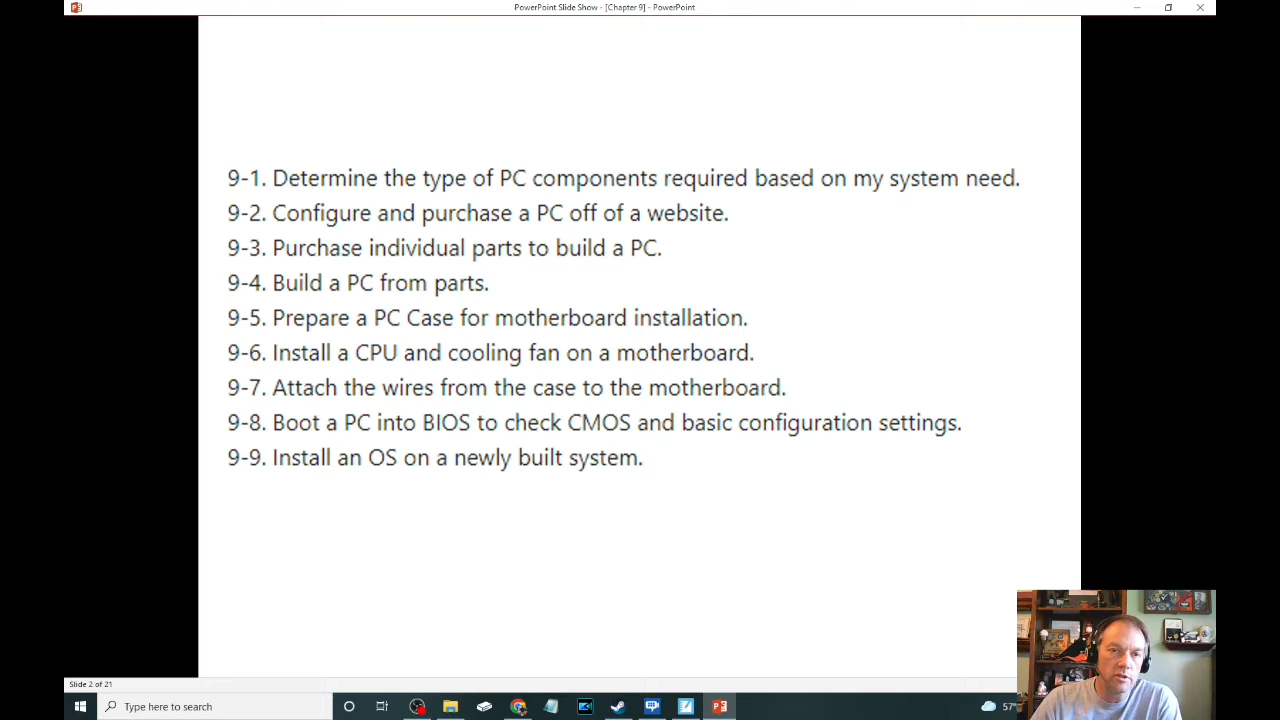 PowerPoint Slide Show - [Chapter 9] - PowerPoint
9-1. Determine the type of PC components required based on my system need.
9-2. Configure and purchase a PC off of a website.
9-3. Purchase individual parts to build a PC.
9-4. Build a PC from parts.
9-5. Prepare a PC Case for motherboard installation.
9-6. Install a CPU and cooling fan on a motherboard.
9-7. Attach the wires from the case to the motherboard.
9-8. Boot a PC into BIOS to check CMOS and basic configuration settings.
9-9. Install an OS on a newly built system.
Slide 2 of 21
Type here to search
57°